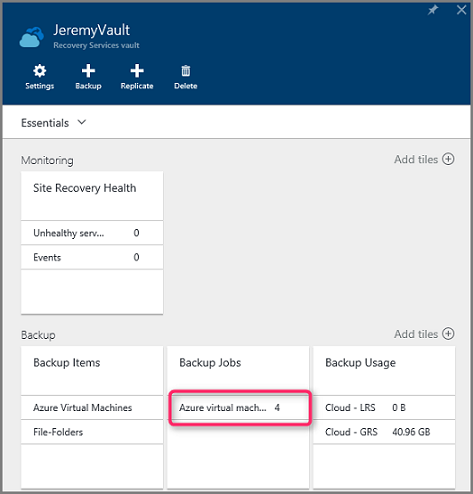 JeremyVault
Recovery Services vault
Settings
Backup
Replicate
Delete
Essentials
Monitoring
Add tiles
Site Recovery Health
Unhealthy serv... 0
Events 0
Backup
Add tiles
Backup Items
Azure Virtual Machines
File-Folders
Backup Jobs
Azure virtual mach... 4
Backup Usage
Cloud - LRS 0 B
Cloud - GRS 40.96 GB